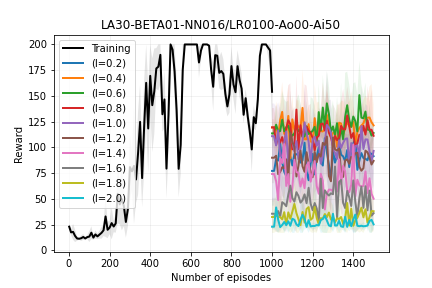 LA30-BETA01-NN016/LR0100-Ao00-Ai50
Reward
200
175
150
125
100
75
50
25
0
Training
(l=0.2)
(l=0.4)
(l=0.6)
(l=0.8)
(l=1.0)
(l=1.2)
(l=1.4)
(l=1.6)
(l=1.8)
(l=2.0)
0 200 400 600 800 1000 1200 1400
Number of episodes